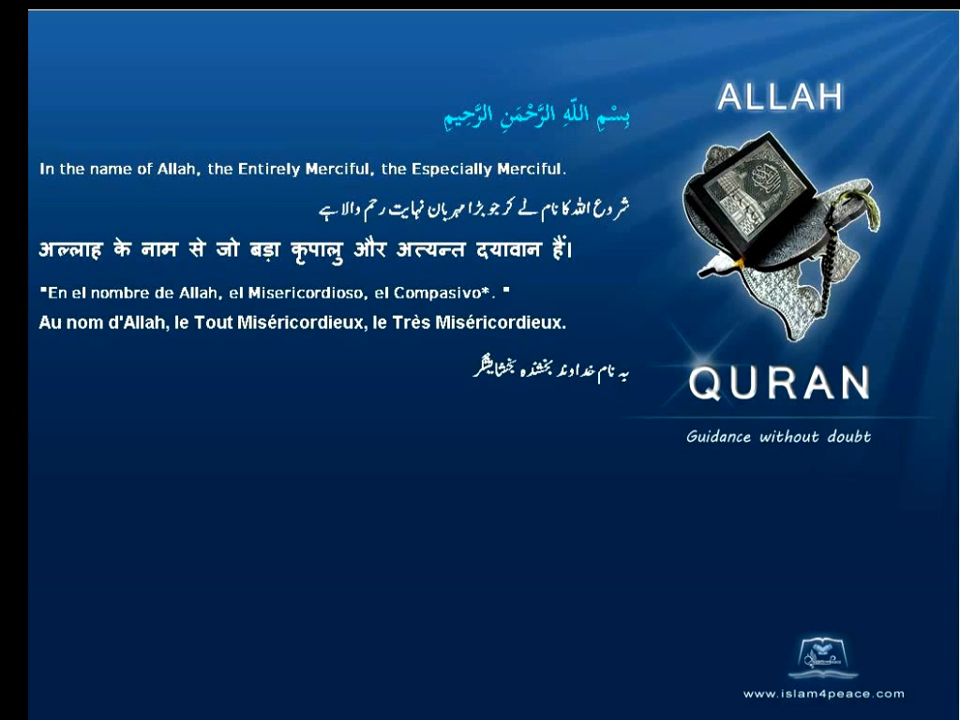 بِسْمِ اللّهِ الرَّحْمَنِ الرَّحِيمِ
In the name of Allah, the Entirely Merciful, the Especially Merciful.
شروع اللہ کا نام لے کر جو بڑا مہربان نہایت رحم والا ہے
अल्लाह के नाम से जो बड़ा कृपालु और अत्यन्त दयावान हैं।
"En el nombre de Allah, el Misericordioso, el Compasivo*. "
Au nom d'Allah, le Tout Miséricordieux, le Très Miséricordieux.
به نام خداوند بخشنده بخشایشگر
ALLAH
QURAN
Guidance without doubt
www.islam4peace.com